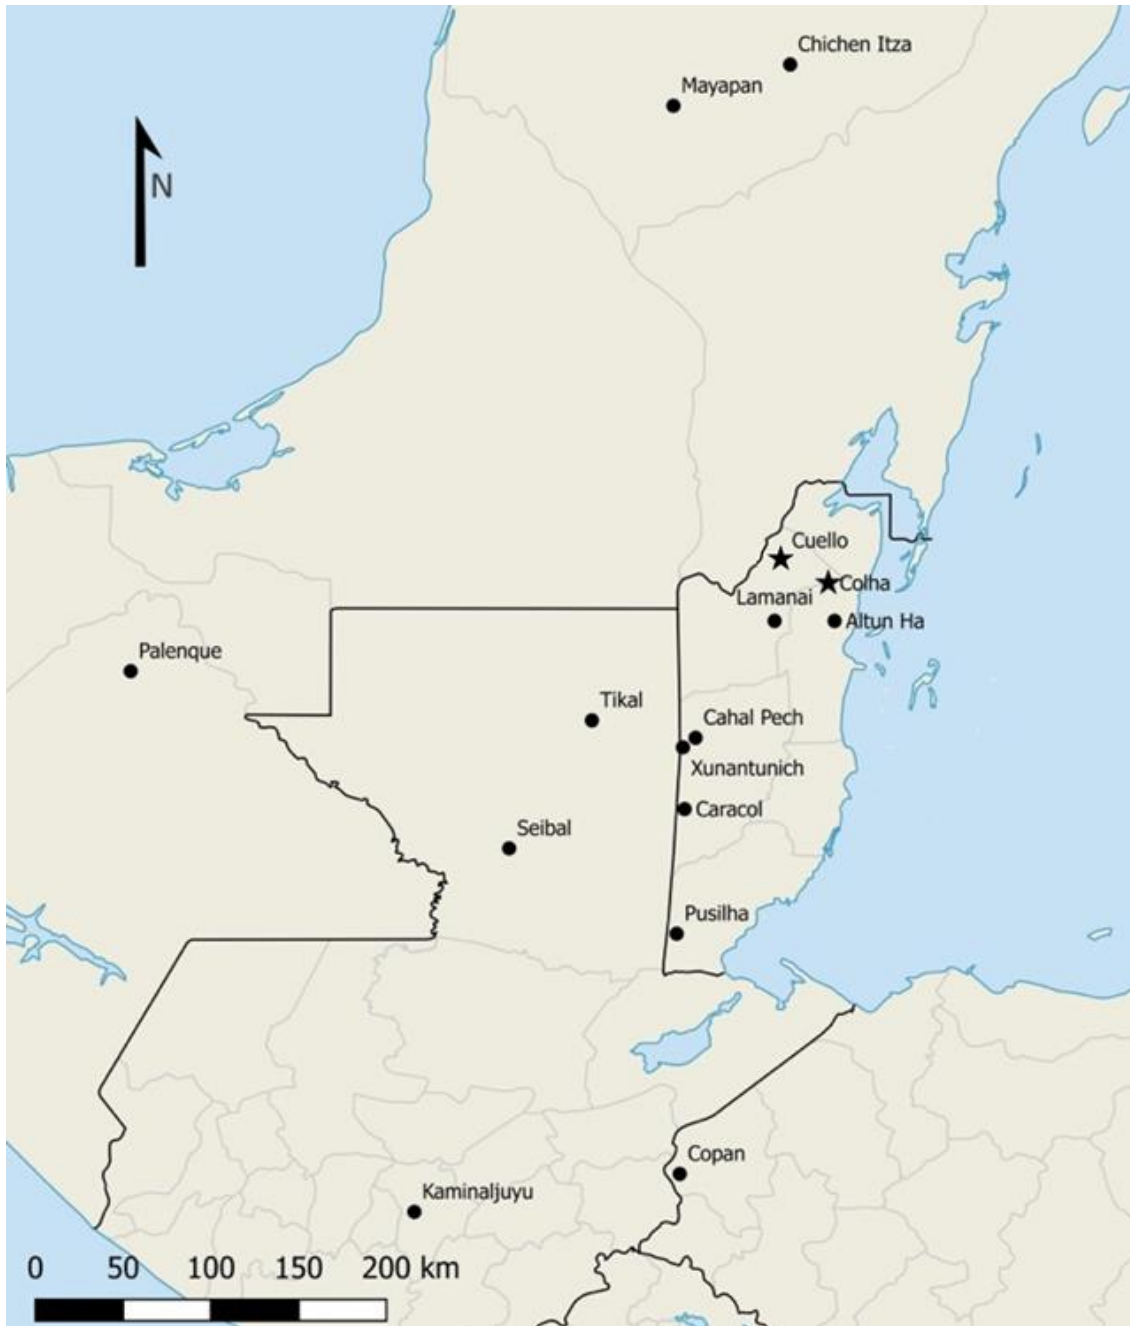 Chichen Itza
Mayapan
N
Cuello
Colha
Lamanai
Altun Ha
Palenque
Tikal
Cahal Pech
Xunantunich
Caracol
Seibal
Pusilha
Copan
Kaminaljuyu
0 50 100 150 200 km